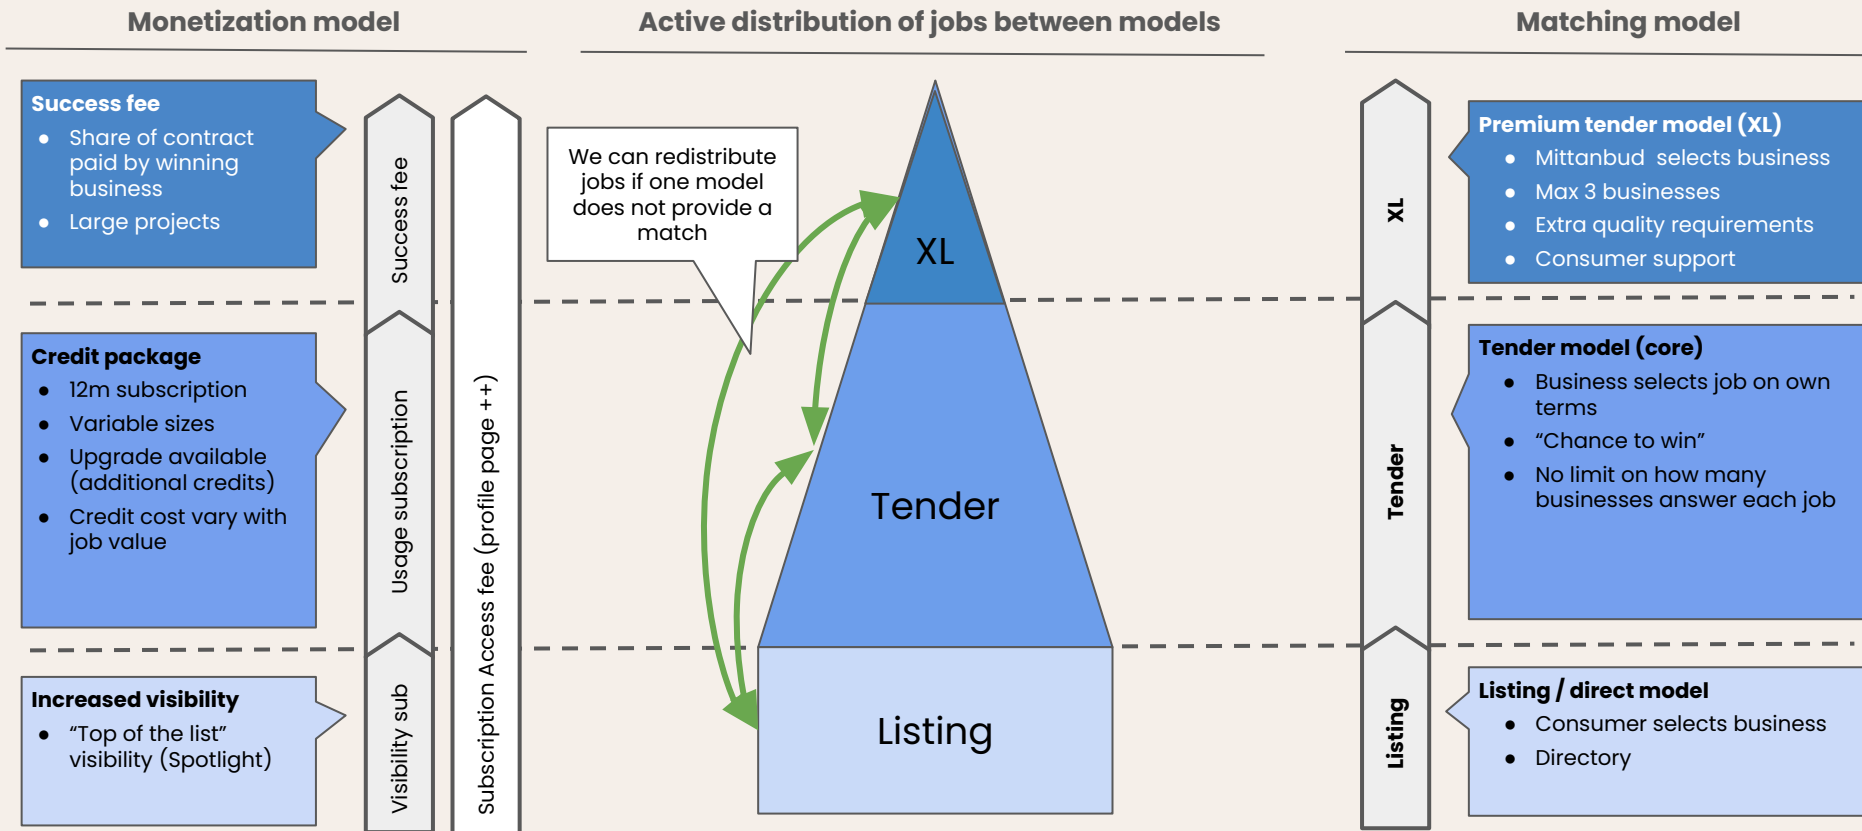 Monetization model
Active distribution of jobs between models
Matching model
Success fee
● Share of contract
paid by winning
business
● Large projects
Credit package
● 12m subscription
● Variable sizes
● Upgrade available
(additional credits)
● Credit cost vary with
job value
Increased visibility
● “Top of the list”
visibility (Spotlight)
Success fee
Usage subscription
Visibility sub
Subscription Access fee (profile page ++)
We can redistribute
jobs if one model
does not provide a
match
XL
Tender
Listing
XL
Tender
Listing
Premium tender model (XL)
● Mittanbud selects business
● Max 3 businesses
● Extra quality requirements
● Consumer support
Tender model (core)
● Business selects job on own
terms
● “Chance to win”
● No limit on how many
businesses answer each job
Listing / direct model
● Consumer selects business
● Directory